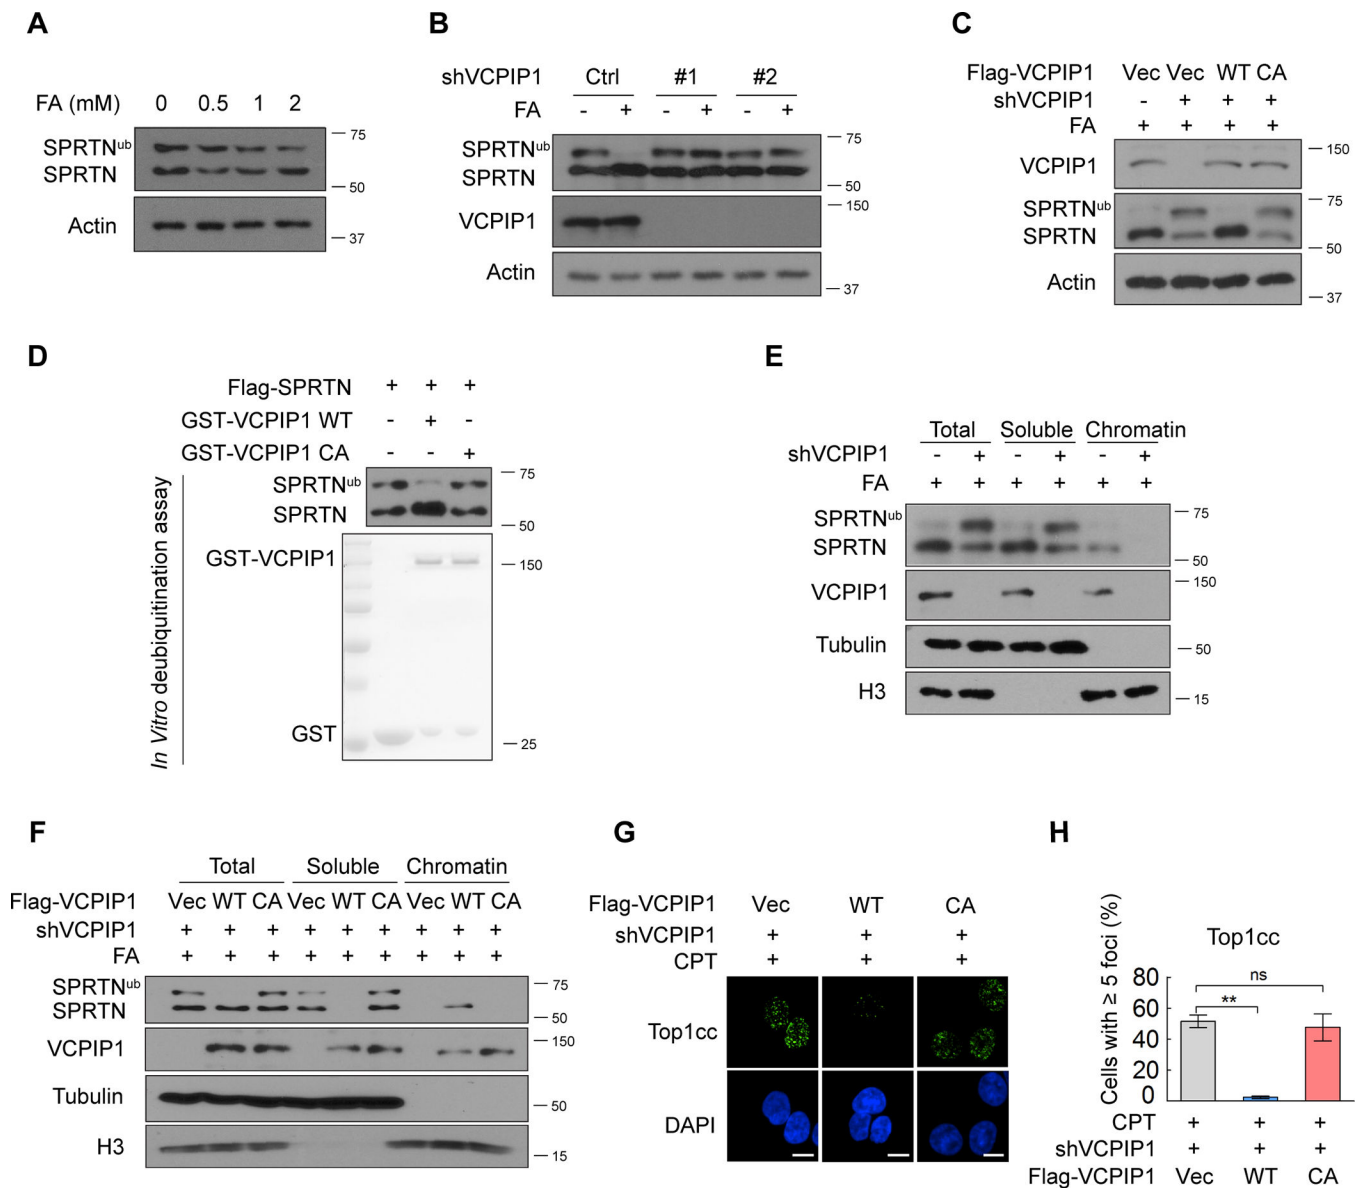 A
FA (mM) 0 0.5 1 2
SPRTNub
SPRTN
Actin
75
50
37
B
shVCPIP1 Ctrl #1 #2
FA - + - + - +
SPRTNub
SPRTN
VCPIP1
Actin
75
50
150
37
C
Flag-VCPIP1 Vec Vec WT CA
shVCPIP1 - + + +
FA + + + +
VCPIP1
SPRTNub
SPRTN
Actin
150
75
50
37
D
Flag-SPRTN + + +
GST-VCPIP1 WT - + -
GST-VCPIP1 CA - - +
In Vitro deubiquitination assay
SPRTNub
SPRTN
GST-VCPIP1
GST
75
50
150
25
E
Total Soluble Chromatin
shVCPIP1 - + - + - +
FA + + + + + +
SPRTNub
SPRTN
VCPIP1
Tubulin
H3
75
50
150
50
15
F
Total Soluble Chromatin
Flag-VCPIP1 Vec WT CA Vec WT CA Vec WT CA
shVCPIP1 + + + + + + + + +
FA + + + + + + + + +
SPRTNub
SPRTN
VCPIP1
Tubulin
H3
75
50
150
50
15
G
Flag-VCPIP1 Vec WT CA
shVCPIP1 + + +
CPT + + +
Top1cc
DAPI
H
Top1cc
Cells with ≥ 5 foci (%)
80
60
40
20
0
ns
**
CPT + + +
shVCPIP1 + + +
Flag-VCPIP1 Vec WT CA